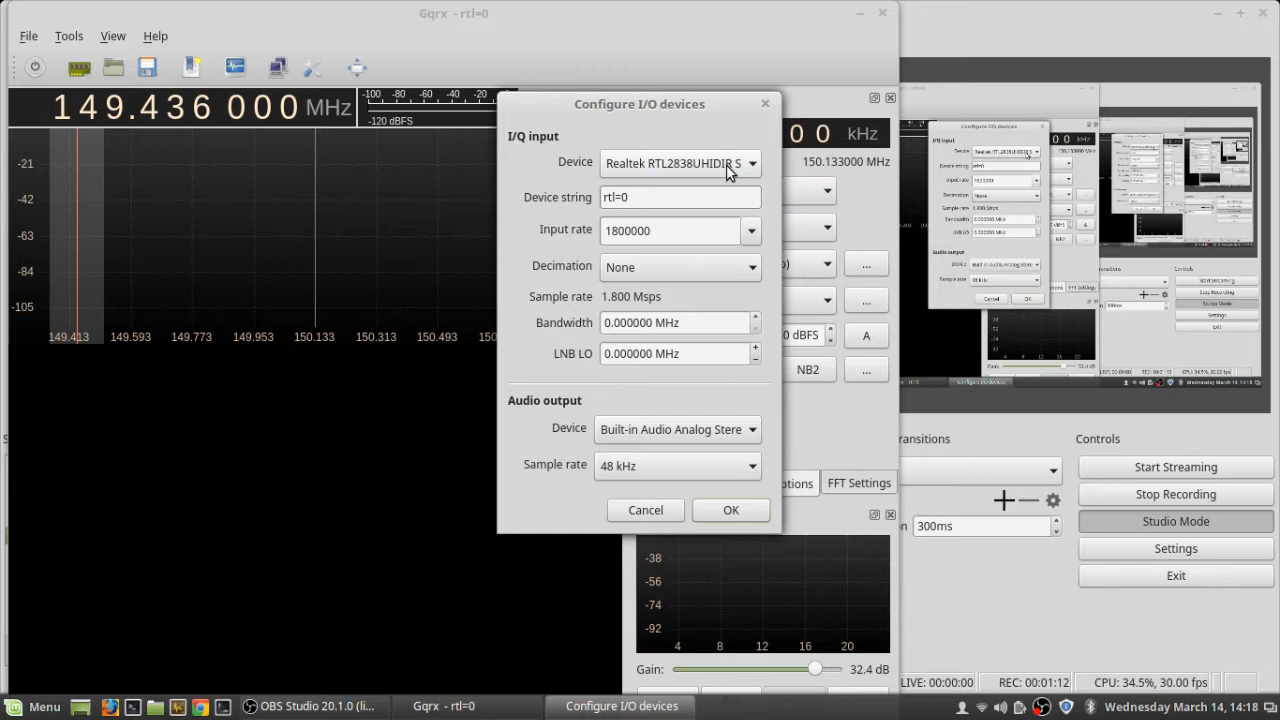 Gqrx - rtl=0
File Tools View Help
149.436 000 MHz
-100 -80 -60 -40
-120 dBFS
-21
-42
-63
-84
-105
149.413 149.593 149.773 149.953 150.133 150.313 150.493
00 kHz
150.133000 MHz
...
...
0 dBFS A
NB2 ...
ptions FFT Settings
-38
-56
-74
-92
4 8 12 16 20
Gain: 32.4 dB
Configure I/O devices
I/Q input
Device Realtek RTL2838UHIDIR S
Device string rtl=0
Input rate 1800000
Decimation None
Sample rate 1.800 Msps
Bandwidth 0.000000 MHz
LNB LO 0.000000 MHz
Audio output
Device Built-in Audio Analog Stere
Sample rate 48 kHz
Cancel OK
ransitions
300ms
Controls
Start Streaming
Stop Recording
Studio Mode
Settings
Exit
LIVE: 00:00:00 REC: 00:01:12 CPU: 34.5%, 30.00 fps
Menu OBS Studio 20.1.0 (li... Gqrx - rtl=0 Configure I/O devices Wednesday March 14, 14:18